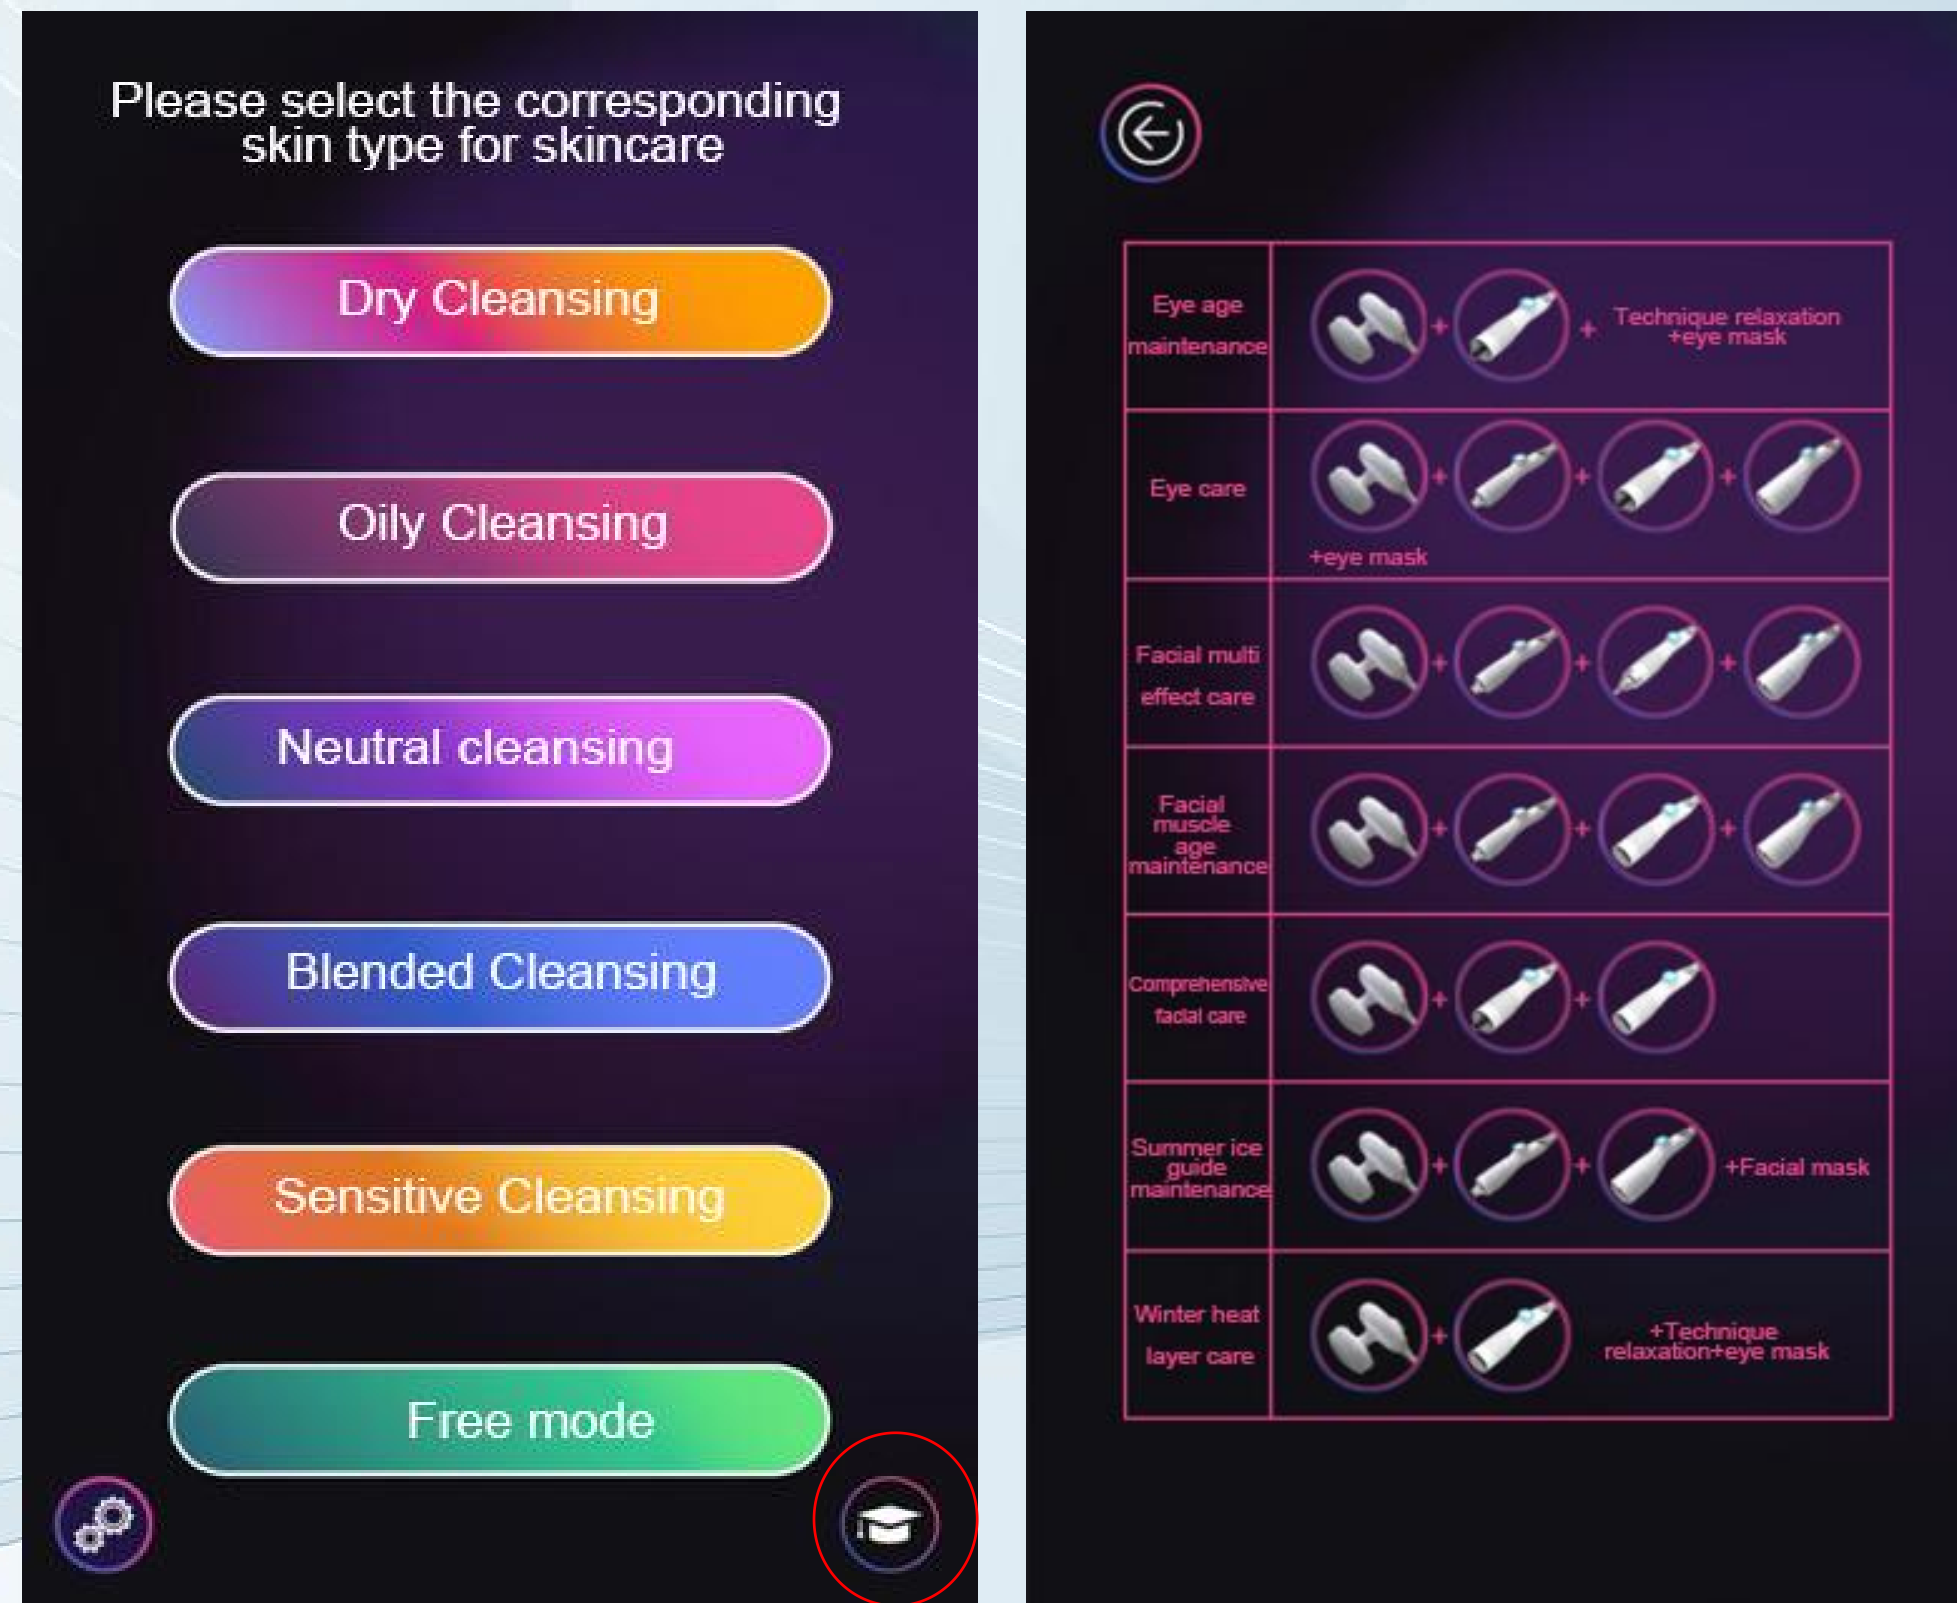 Please select the corresponding
skin type for skincare
Dry Cleansing
Oily Cleansing
Neutral cleansing
Blended Cleansing
Sensitive Cleansing
Free mode
Eye age
maintenance
+ + Technique relaxation
+eye mask
Eye care
+ + +
+eye mask
Facial multi
effect care
+ + +
Facial
muscle
age
maintenance
+ + +
Comprehensive
facial care
+ +
Summer ice
guide
maintenance
+ + +Facial mask
Winter heat
layer care
+ +Technique
relaxation+eye mask